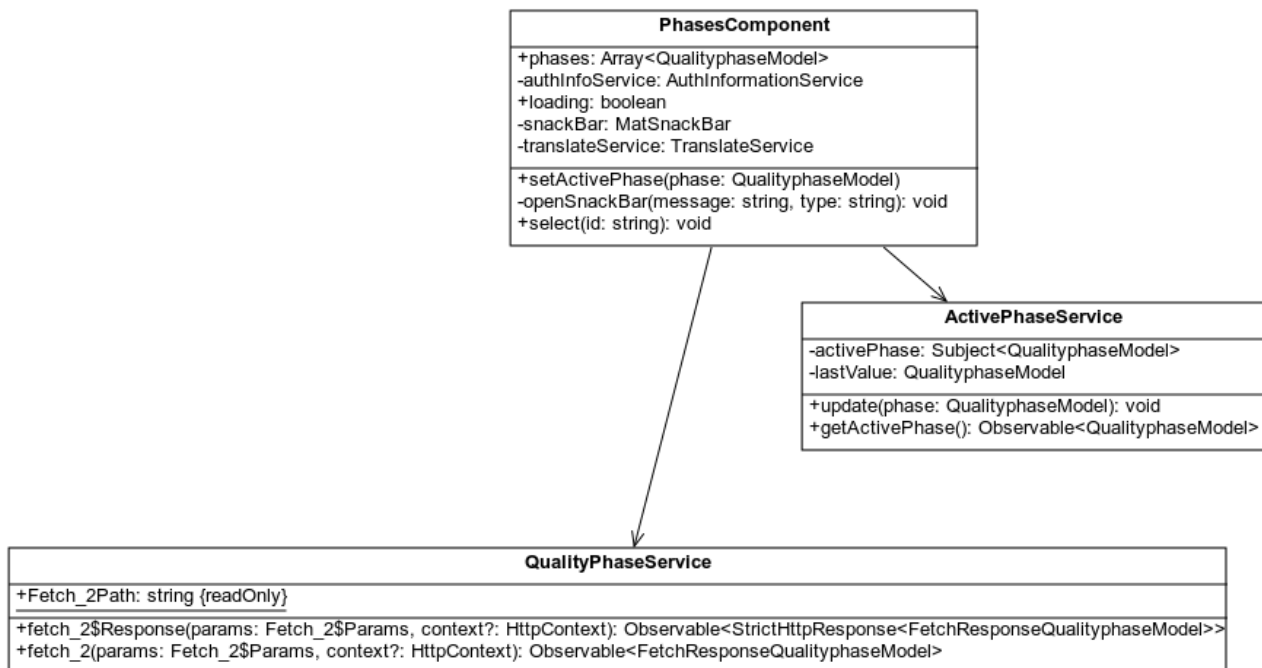 PhasesComponent
+phases: Array<QualityphaseModel>
-authInfoService: AuthInformationService
+loading: boolean
-snackBar: MatSnackBar
-translateService: TranslateService
+setActivePhase(phase: QualityphaseModel)
-openSnackBar(message: string, type: string): void
+select(id: string): void
ActivePhaseService
-activePhase: Subject<QualityphaseModel>
-lastValue: QualityphaseModel
+update(phase: QualityphaseModel): void
+getActivePhase(): Observable<QualityphaseModel>
QualityPhaseService
+Fetch_2Path: string {readOnly}
+fetch_2$Response(params: Fetch_2$Params, context?: HttpContext): Observable<StrictHttpResponse<FetchResponseQualityphaseModel>>
+fetch_2(params: Fetch_2$Params, context?: HttpContext): Observable<FetchResponseQualityphaseModel>